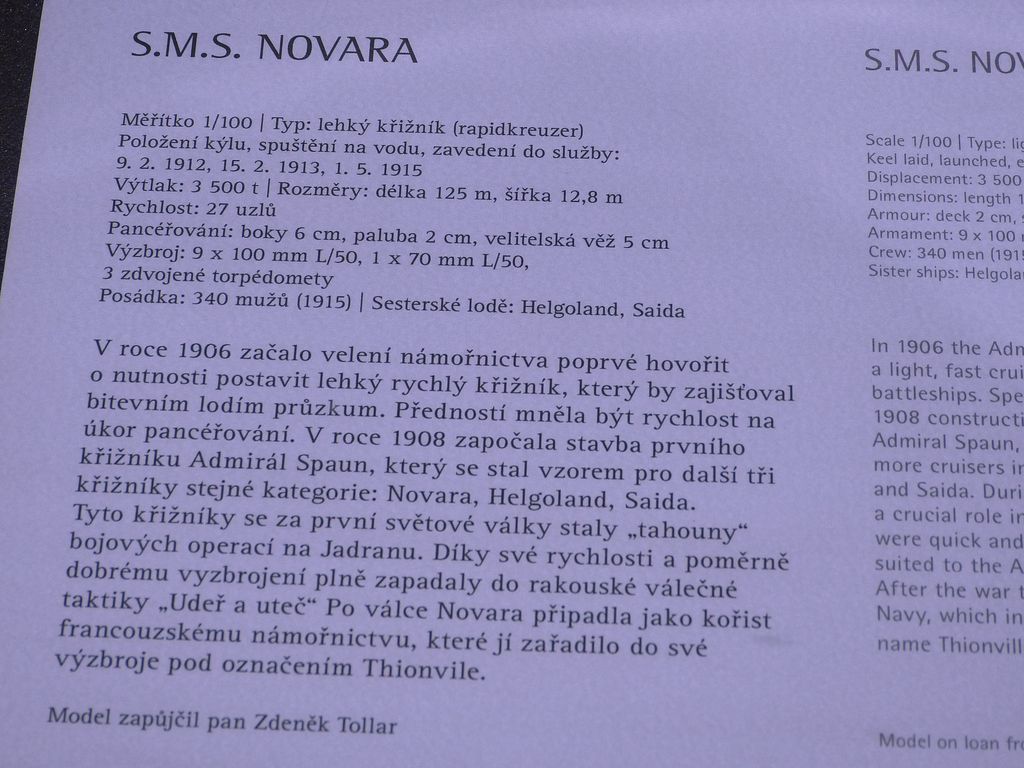 S.M.S. NOVARA
Měřítko 1/100 | Typ: lehký křižník (rapidkreuzer)
Položení kýlu, spuštění na vodu, zavedení do služby:
9. 2. 1912, 15. 2. 1913, 1. 5. 1915
Výtlak: 3 500 t | Rozměry: délka 125 m, šířka 12,8 m
Rychlost: 27 uzlů
Pancéřování: boky 6 cm, paluba 2 cm, velitelská věž 5 cm
Výzbroj: 9 x 100 mm L/50, 1 x 70 mm L/50,
3 zdvojené torpédomety
Posádka: 340 mužů (1915) | Sesterské lodě: Helgoland, Saida
V roce 1906 začalo velení námořnictva poprvé hovořit
o nutnosti postavit lehký rychlý křižník, který by zajišťoval
bitevním lodím průzkum. Předností mněla být rychlost na
úkor pancéřování. V roce 1908 započala stavba prvního
křižníku Admirál Spaun, který se stal vzorem pro další tři
křižníky stejné kategorie: Novara, Helgoland, Saida.
Tyto křižníky se za první světové války staly „tahouny“
bojových operací na Jadranu. Díky své rychlosti a poměrně
dobrému vyzbrojení plně zapadaly do rakouské válečné
taktiky „Udeř a uteč“ Po válce Novara připadla jako kořist
francouzskému námořnictvu, které jí zařadilo do své
výzbroje pod označením Thionvile.
Model zapůjčil pan Zdeněk Tollar
S.M.S.
Scale 1/100 | Type:
Keel laid, launched,
Displacement: 3 500
Dimensions: length
Armour: deck 2 cm,
Armament: 9 x 100
Crew: 340 men
Sister ships:
In 1906 the
a light, fast
battleships.
1908
Admiral Spaun,
more cruisers
and Saida.
a crucial role
were quick and
suited to the
After the war
Navy, which
name
Model on loan